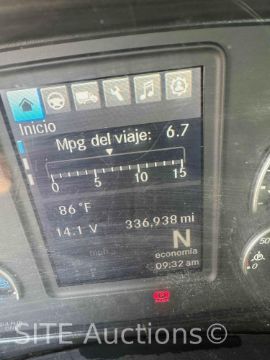 Inicio
Mpg del viaje: 6.7
0 5 10 15
86 °F
14.1 V 336,938 mi
mph
N
economía
09:32 am
SITE Auctions(C)